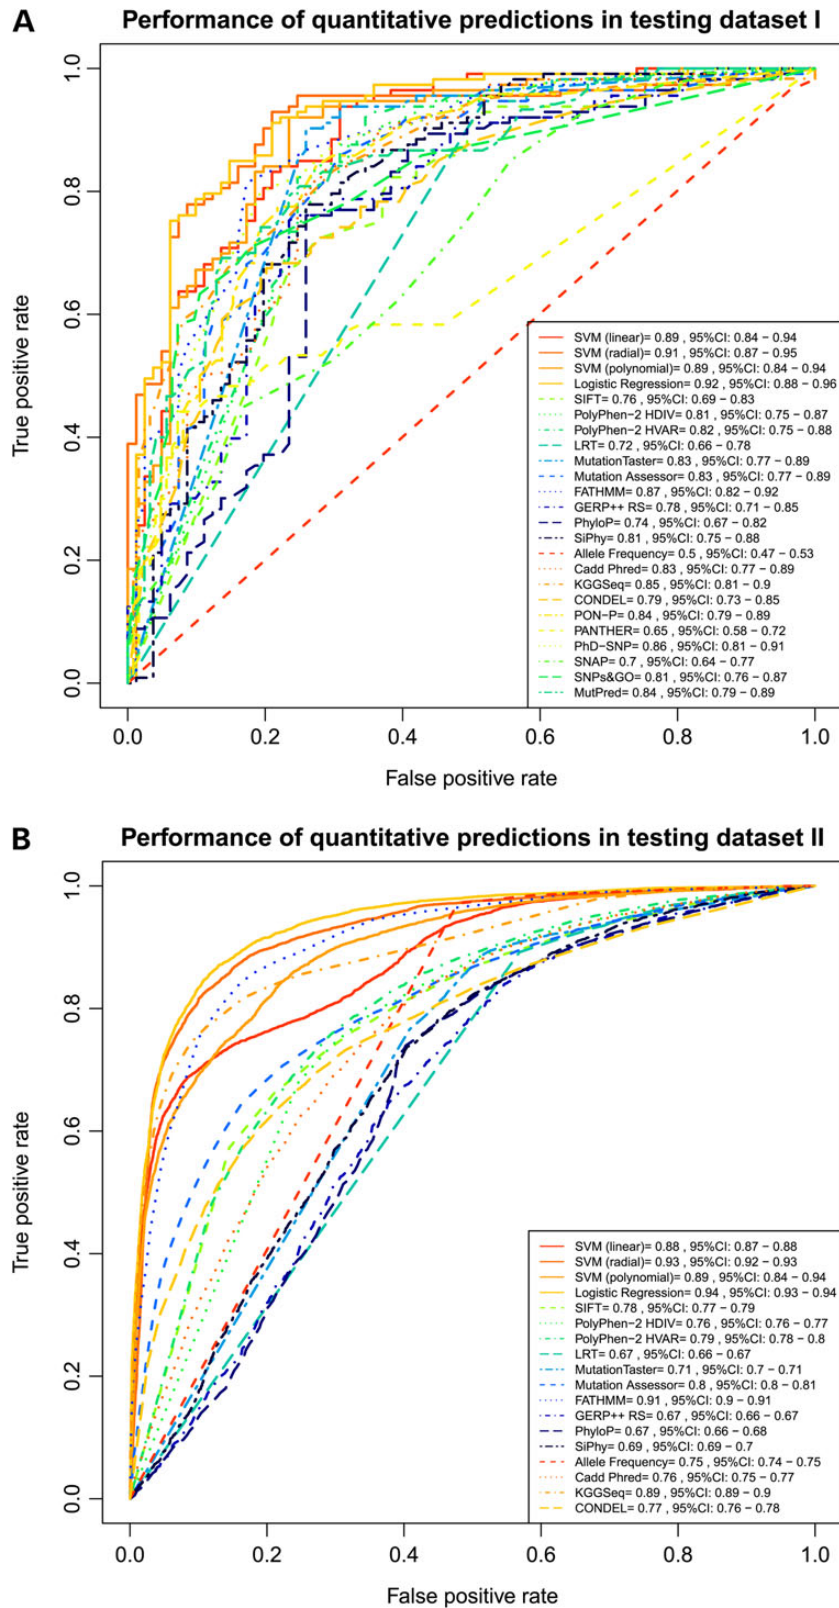 A Performance of quantitative predictions in testing dataset I
True positive rate
1.0
0.8
0.6
0.4
0.2
0.0
SVM (linear)= 0.89 , 95%CI: 0.84 − 0.94
SVM (radial)= 0.91 , 95%CI: 0.87 − 0.95
SVM (polynomial)= 0.89 , 95%CI: 0.84 − 0.94
Logistic Regression= 0.92 , 95%CI: 0.88 − 0.96
SIFT= 0.76 , 95%CI: 0.69 − 0.83
PolyPhen−2 HDIV= 0.81 , 95%CI: 0.75 − 0.87
PolyPhen−2 HVAR= 0.82 , 95%CI: 0.75 − 0.88
LRT= 0.72 , 95%CI: 0.66 − 0.78
MutationTaster= 0.83 , 95%CI: 0.77 − 0.89
Mutation Assessor= 0.83 , 95%CI: 0.77 − 0.89
FATHMM= 0.87 , 95%CI: 0.82 − 0.92
GERP++ RS= 0.78 , 95%CI: 0.71 − 0.85
PhyloP= 0.74 , 95%CI: 0.67 − 0.82
SiPhy= 0.81 , 95%CI: 0.75 − 0.88
Allele Frequency= 0.5 , 95%CI: 0.47 − 0.53
Cadd Phred= 0.83 , 95%CI: 0.77 − 0.89
KGGSeq= 0.85 , 95%CI: 0.81 − 0.9
CONDEL= 0.79 , 95%CI: 0.73 − 0.85
PON−P= 0.84 , 95%CI: 0.79 − 0.89
PANTHER= 0.65 , 95%CI: 0.58 − 0.72
PhD−SNP= 0.86 , 95%CI: 0.81 − 0.91
SNAP= 0.7 , 95%CI: 0.64 − 0.77
SNPs&GO= 0.81 , 95%CI: 0.76 − 0.87
MutPred= 0.84 , 95%CI: 0.79 − 0.89
0.0 0.2 0.4 0.6 0.8 1.0
False positive rate
B Performance of quantitative predictions in testing dataset II
True positive rate
1.0
0.8
0.6
0.4
0.2
0.0
SVM (linear)= 0.88 , 95%CI: 0.87 − 0.88
SVM (radial)= 0.93 , 95%CI: 0.92 − 0.93
SVM (polynomial)= 0.89 , 95%CI: 0.84 − 0.94
Logistic Regression= 0.94 , 95%CI: 0.93 − 0.94
SIFT= 0.78 , 95%CI: 0.77 − 0.79
PolyPhen−2 HDIV= 0.76 , 95%CI: 0.76 − 0.77
PolyPhen−2 HVAR= 0.79 , 95%CI: 0.78 − 0.8
LRT= 0.67 , 95%CI: 0.66 − 0.67
MutationTaster= 0.71 , 95%CI: 0.7 − 0.71
Mutation Assessor= 0.8 , 95%CI: 0.8 − 0.81
FATHMM= 0.91 , 95%CI: 0.9 − 0.91
GERP++ RS= 0.67 , 95%CI: 0.66 − 0.67
PhyloP= 0.67 , 95%CI: 0.66 − 0.68
SiPhy= 0.69 , 95%CI: 0.69 − 0.7
Allele Frequency= 0.75 , 95%CI: 0.74 − 0.75
Cadd Phred= 0.76 , 95%CI: 0.75 − 0.77
KGGSeq= 0.89 , 95%CI: 0.89 − 0.9
CONDEL= 0.77 , 95%CI: 0.76 − 0.78
0.0 0.2 0.4 0.6 0.8 1.0
False positive rate